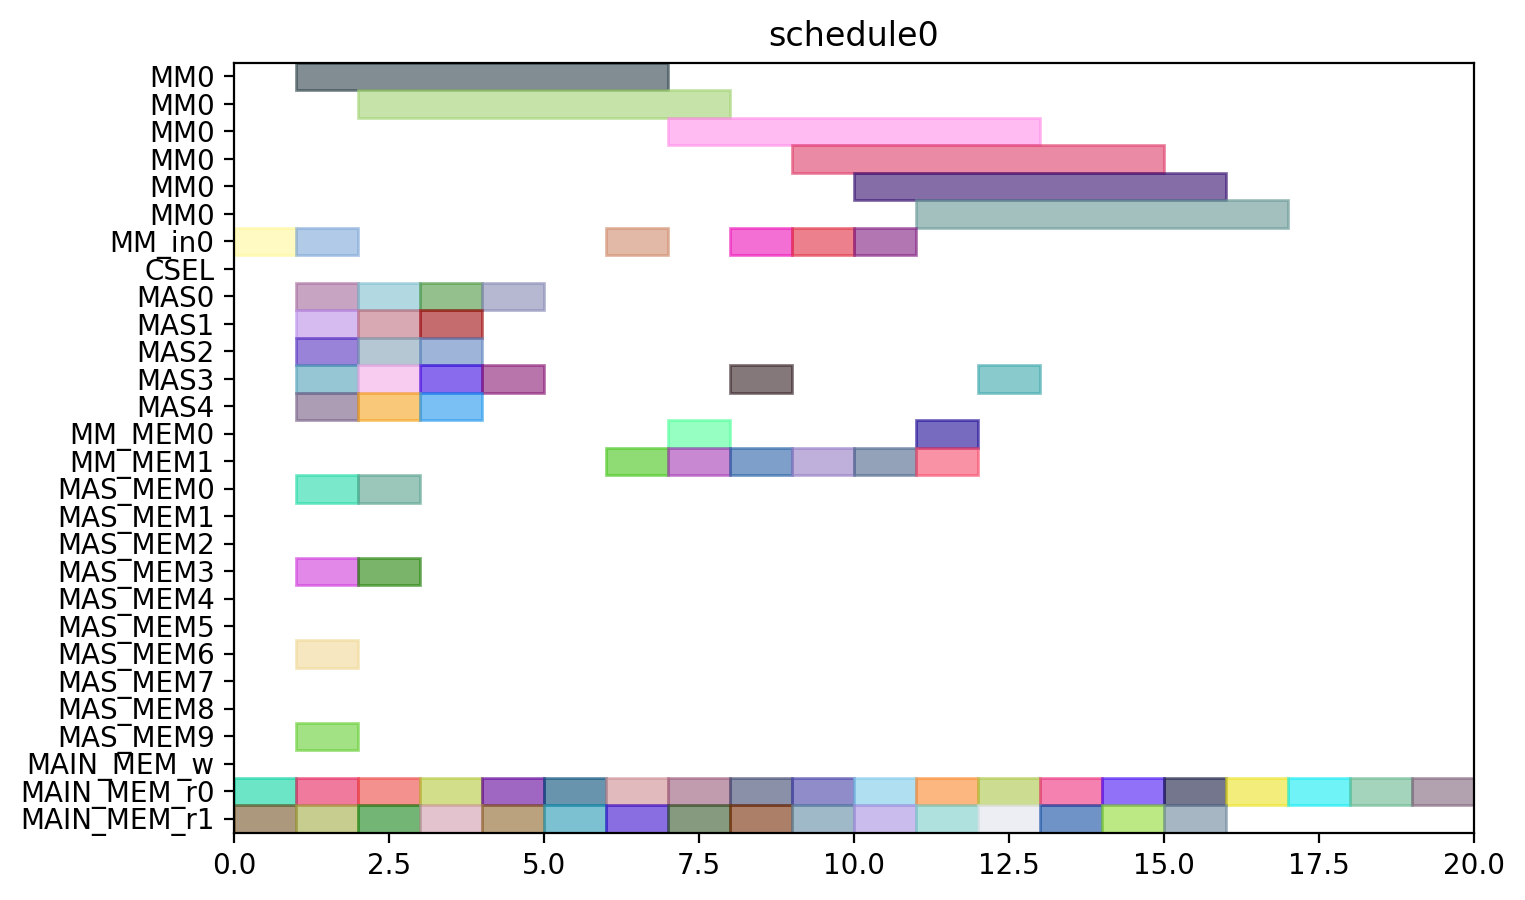 schedule0
MM0
MM0
MM0
MM0
MM0
MM0
MM_in0
CSEL
MAS0
MAS1
MAS2
MAS3
MAS4
MM_MEM0
MM_MEM1
MAS_MEM0
MAS_MEM1
MAS_MEM2
MAS_MEM3
MAS_MEM4
MAS_MEM5
MAS_MEM6
MAS_MEM7
MAS_MEM8
MAS_MEM9
MAIN_MEM_w
MAIN_MEM_r0
MAIN_MEM_r1
0.0 2.5 5.0 7.5 10.0 12.5 15.0 17.5 20.0